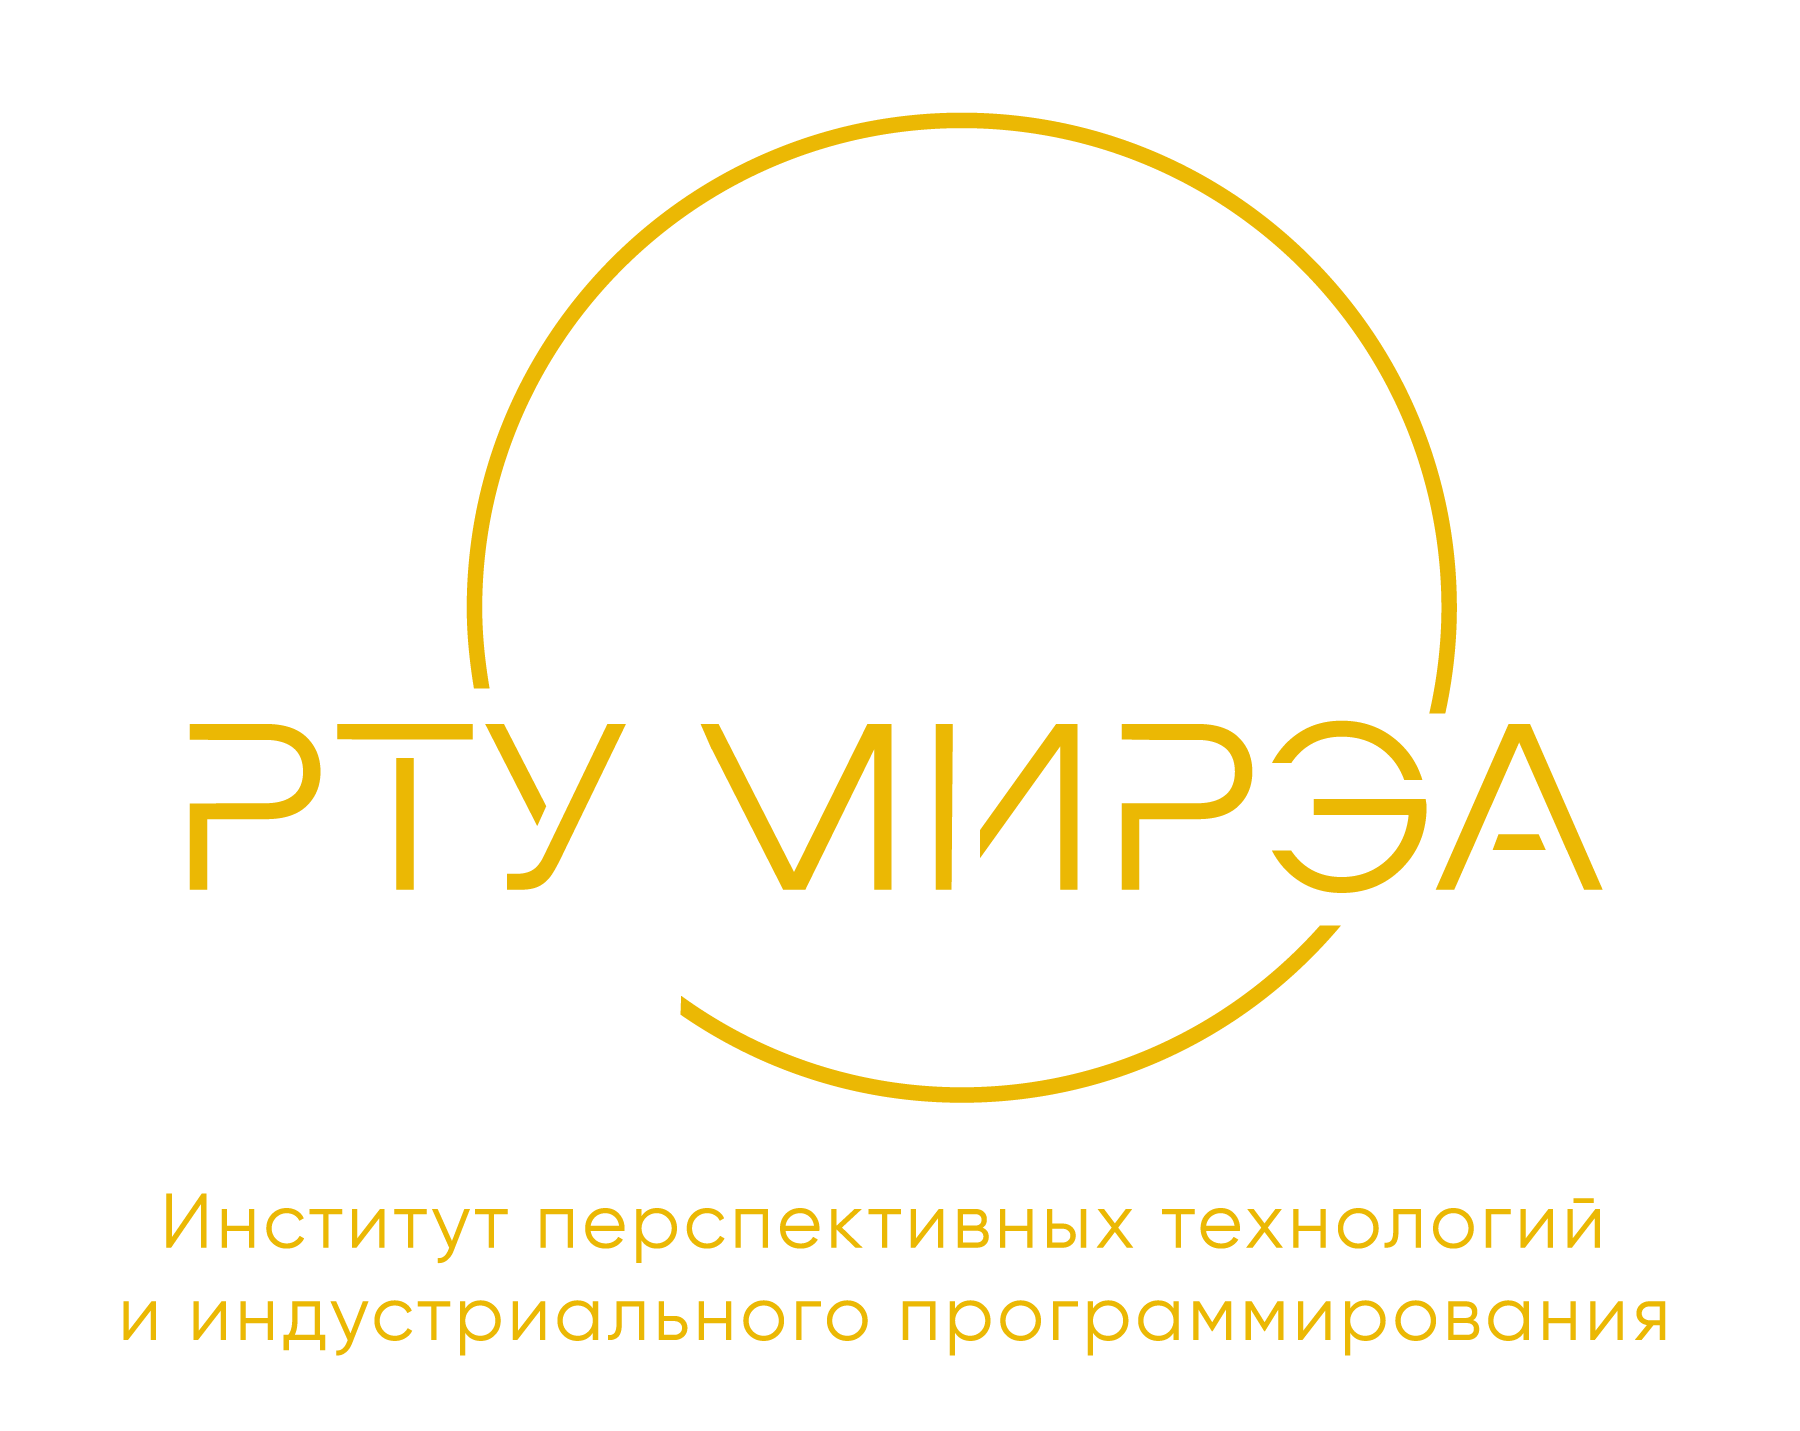 РТУ МИРЭА
Институт перспективных технологий
и индустриального программирования